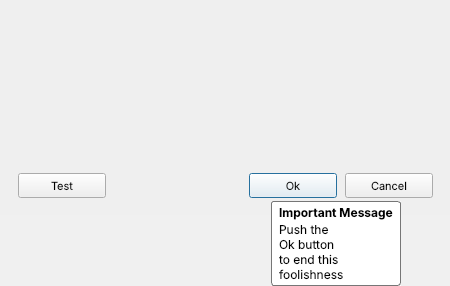 Test
Ok
Cancel
Important Message
Push the
Ok button
to end this
foolishness